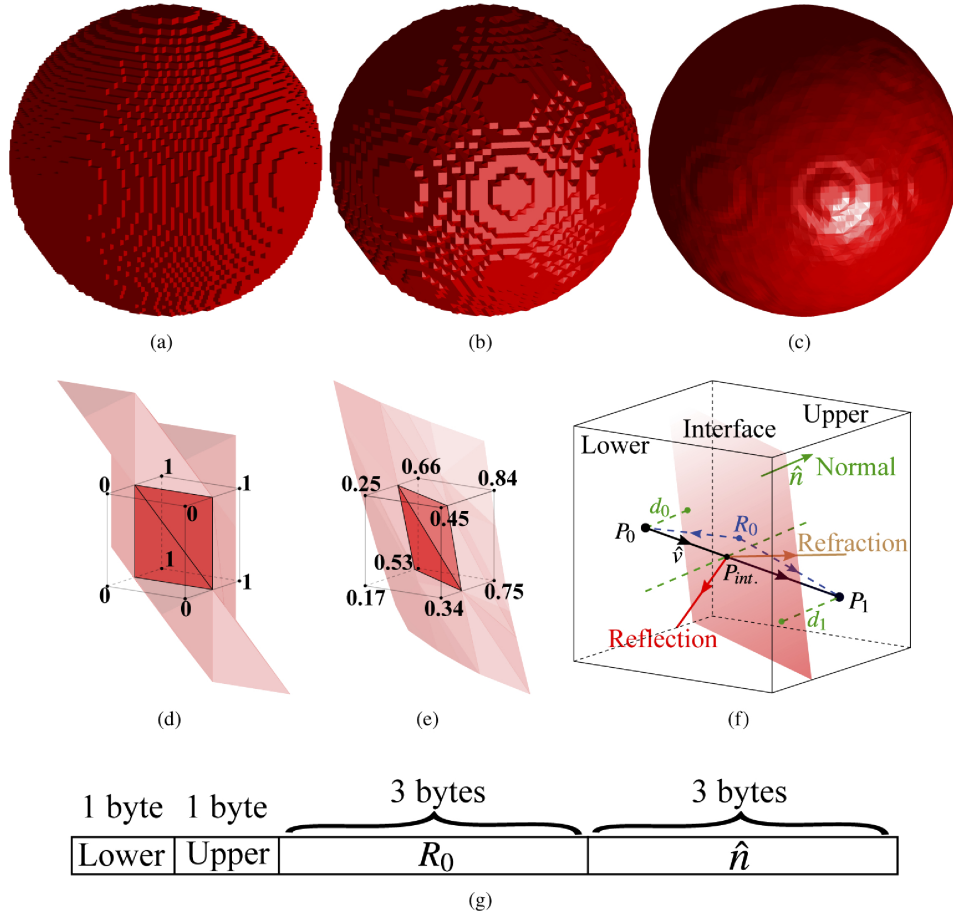 (a) (b) (c)
0 1 1 0 0 1 1 0
0.25 0.66 0.84 0.45 0.53 0.17 0.34 0.75
Upper
Interface
Lower
Normal
n̂
d₀
P₀ R₀
v̂ Refraction
P_int.
P₁
d₁
Reflection
(d) (e) (f)
1 byte 1 byte 3 bytes 3 bytes
Lower Upper R₀ n̂
(g)